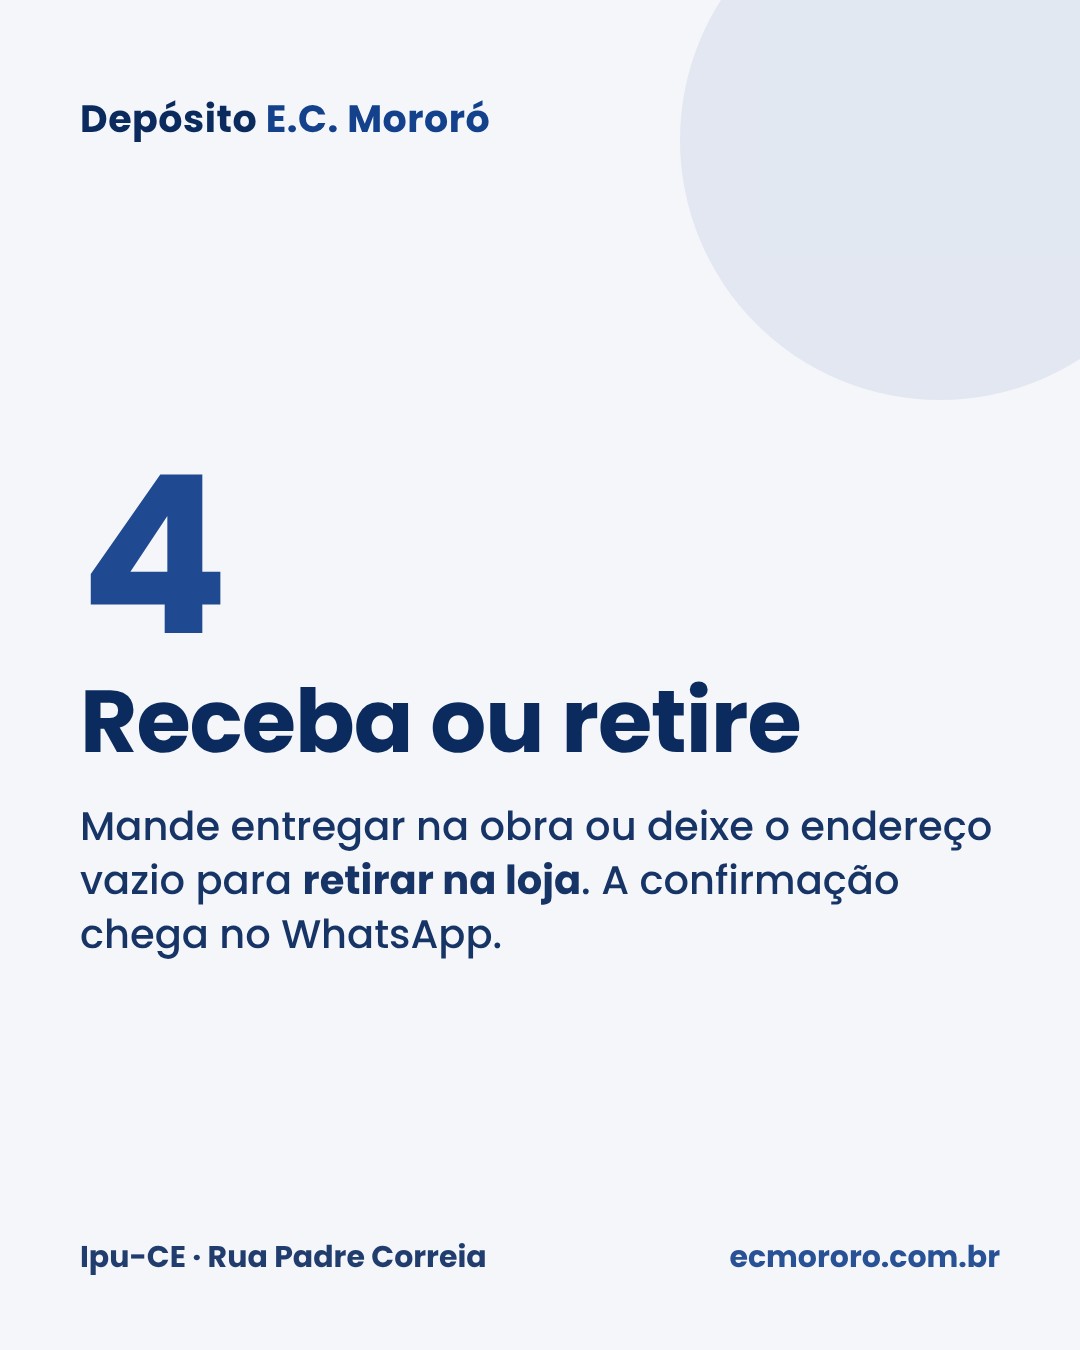 Depósito E.C. Mororó
4
Receba ou retire
Mande entregar na obra ou deixe o endereço
vazio para retirar na loja. A confirmação
chega no WhatsApp.
Ipu-CE · Rua Padre Correia
ecmororo.com.br